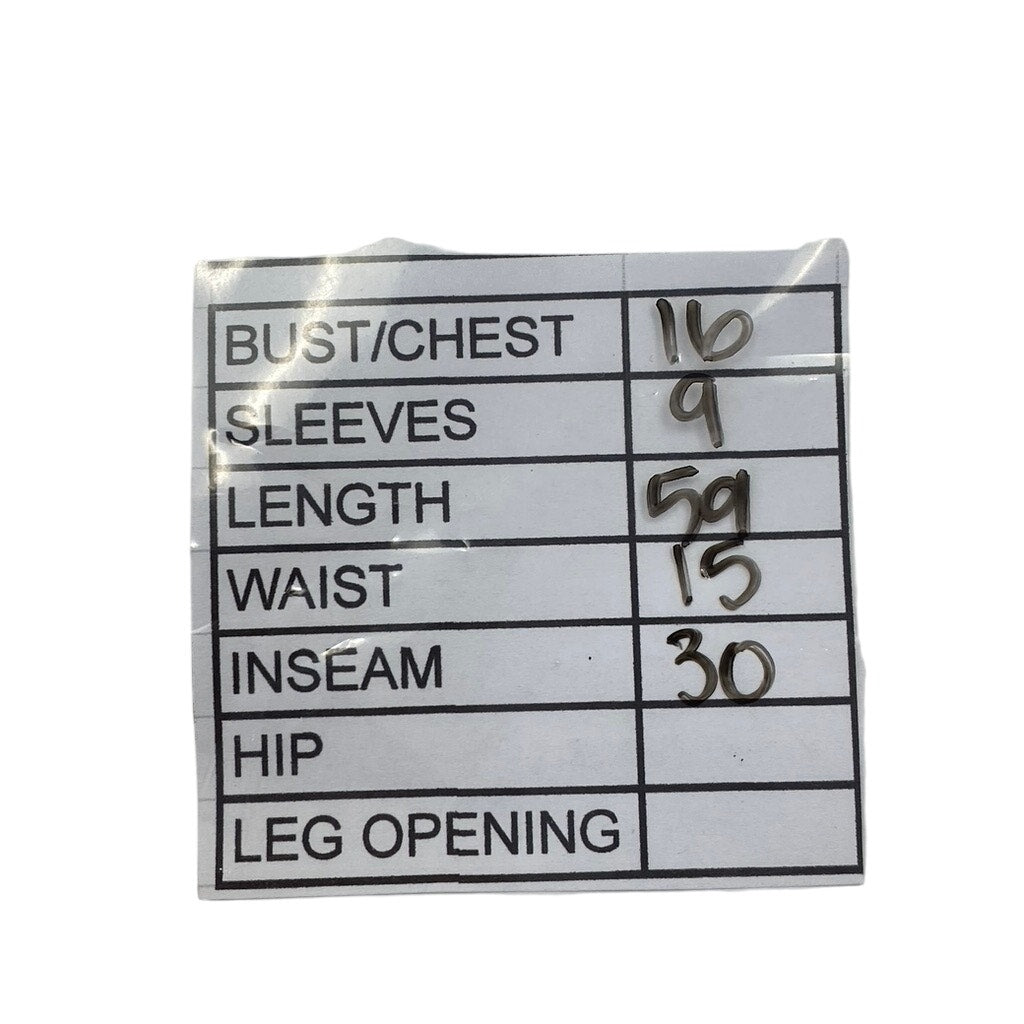 BUST/CHEST 16
SLEEVES 9
LENGTH 59
WAIST 15
INSEAM 30
HIP
LEG OPENING